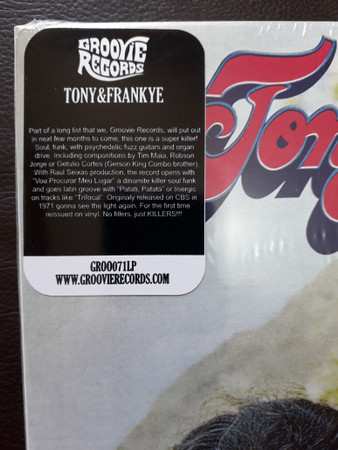 GROOVIE
RECORDS
TONY&FRANKYE
Part of a long list that we, Groovie Records, will put out
in next few months to come, this one is a super killer!
Soul, funk, with psychedelic fuzz guitars and organ
drive. Including compositions by Tim Maia, Robson
Jorge or Getulio Cortes (Gerson King Combo brother).
With Raul Seixas production, the record opens with
"Vou Procurar Meu Lugar" a dinamite killer soul funk
and goes latin groove with "Patati, Patata" or lisergic
on tracks like "Trifocal". Originaly released on CBS in
1971 gonna see the light again. For the first time
reissued on vinyl. No fillers, just KILLERS!!!!
GRO0071LP
WWW.GROOVIERECORDS.COM
Tony